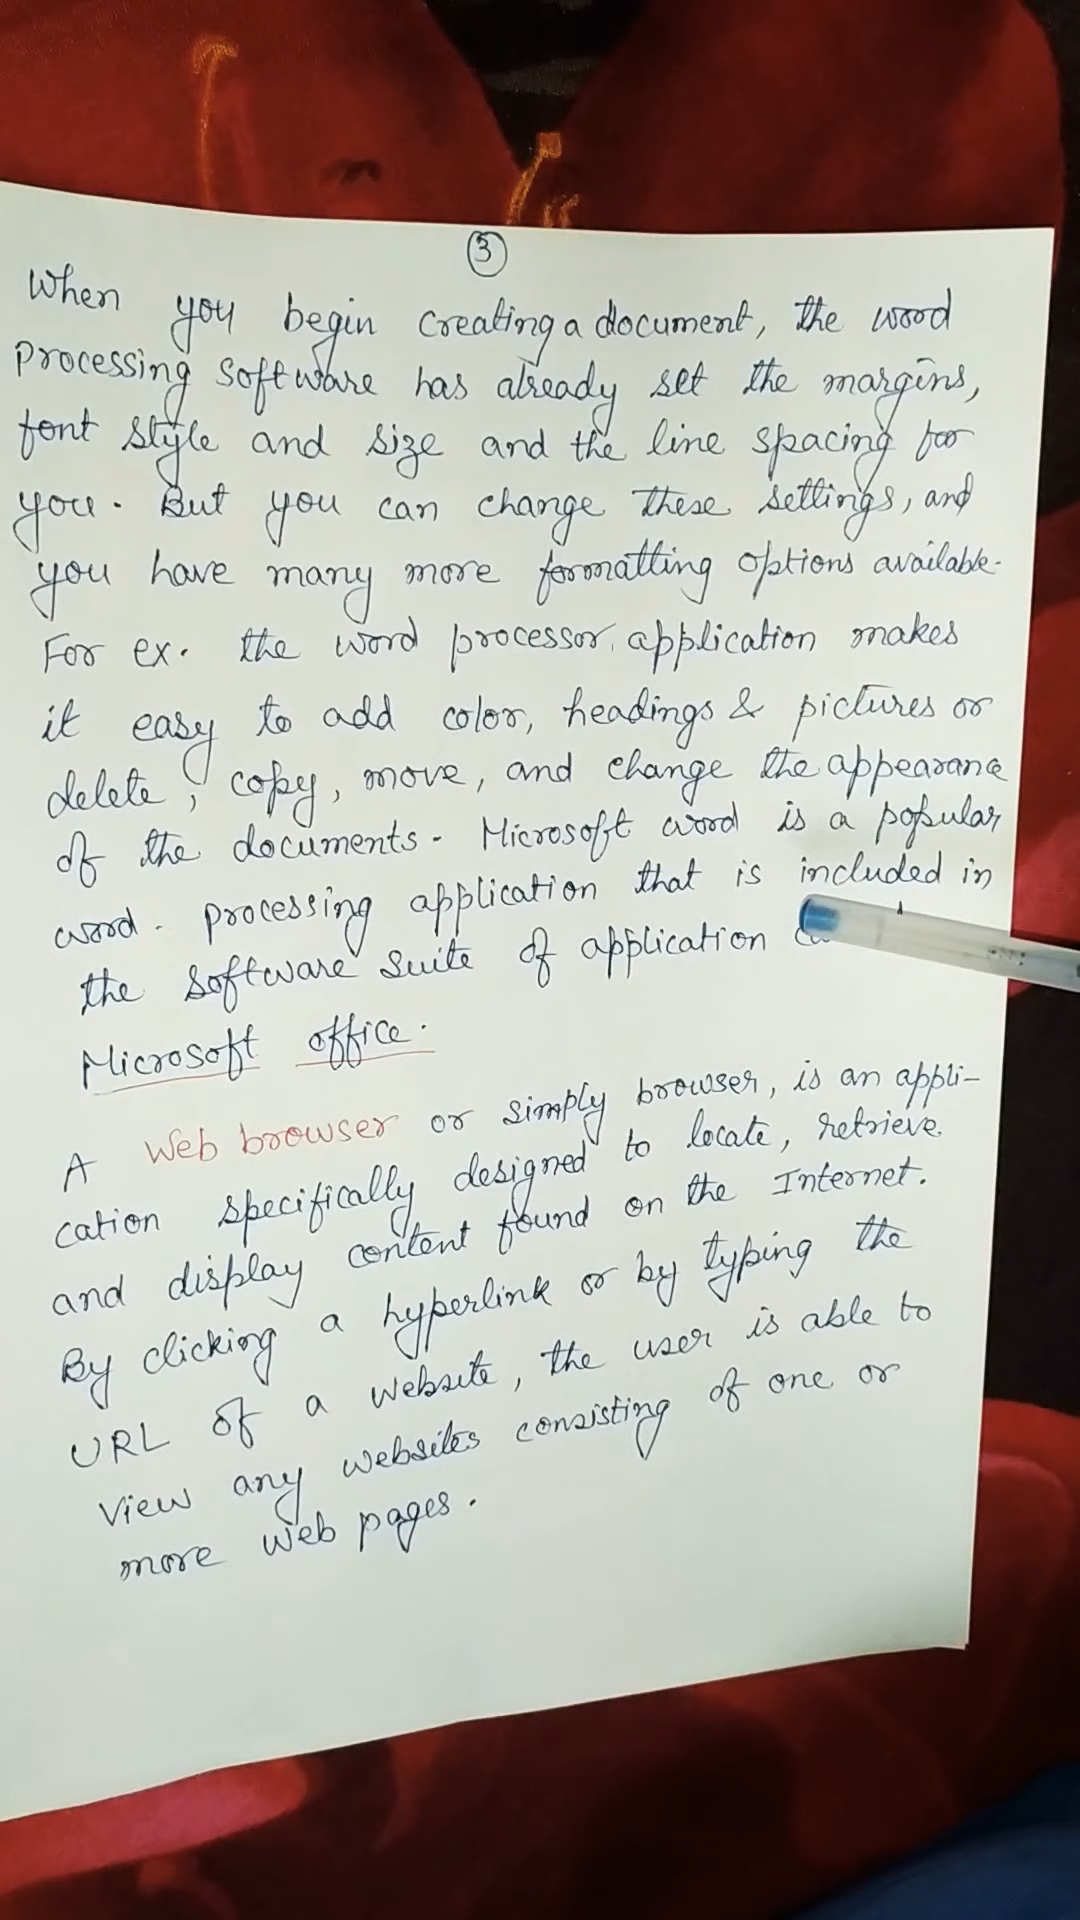 3
When you begin creating a document, the word
Processing software has already set the margins,
font style and size and the line spacing for
you. But you can change these settings, and
you have many more formatting options available.
For ex. the word processor, application makes
it easy to add color, headings & pictures or
delete, copy, move, and change the appearance
of the documents. Microsoft word is a popular
word. processing application that is included in
the software suite of application
Microsoft office.
A Web browser or simply browser, is an appli-
cation specifically designed to locate, retrieve
and display content found on the Internet.
By clicking a hyperlink or by typing the
URL of a website, the user is able to
View any websites consisting of one or
more web pages.